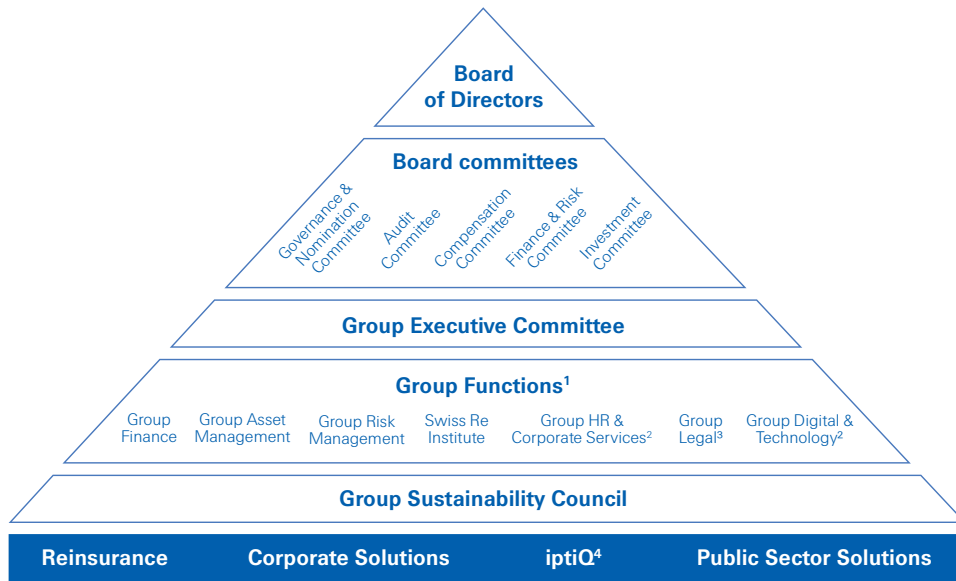 Board
of Directors
Board committees
Governance &
Nomination
Committee
Audit
Committee
Compensation
Committee
Finance & Risk
Committee
Investment
Committee
Group Executive Committee
Group Functions¹
Group
Finance
Group Asset
Management
Group Risk
Management
Swiss Re
Institute
Group HR &
Corporate Services²
Group
Legal³
Group Digital &
Technology²
Group Sustainability Council
Reinsurance
Corporate Solutions
iptiQ⁴
Public Sector Solutions